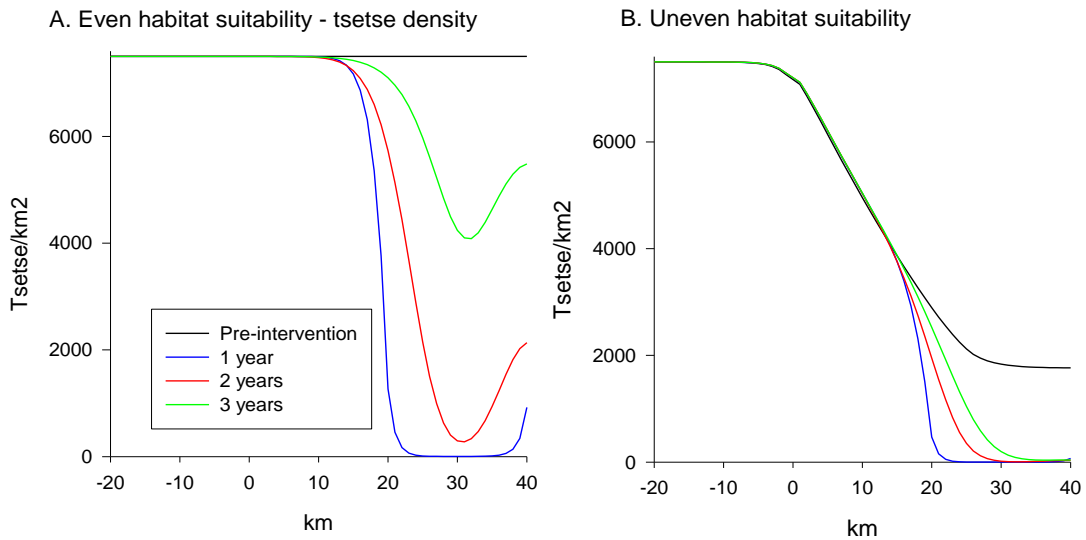 A. Even habitat suitability - tsetse density
Tsetse/km2
6000
4000
2000
0
Pre-intervention
1 year
2 years
3 years
-20
-10
0
10
20
30
40
km
B. Uneven habitat suitability
Tsetse/km2
6000
4000
2000
0
-20
-10
0
10
20
30
40
km